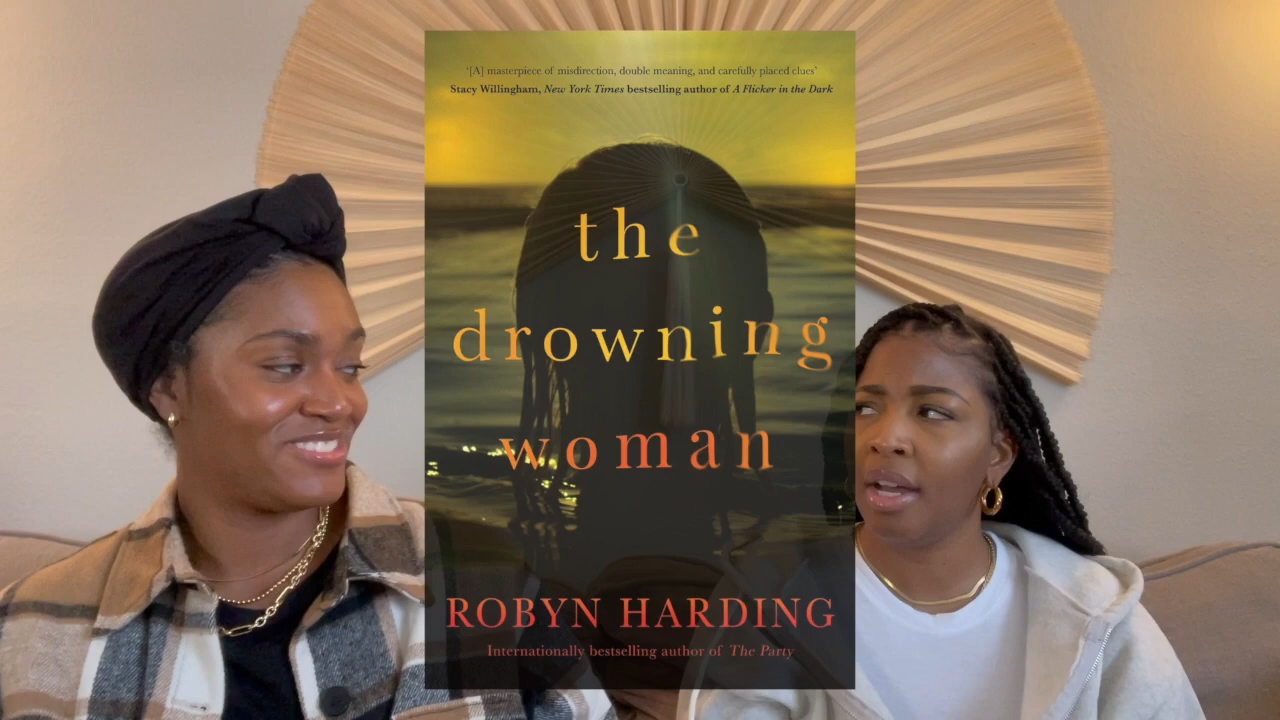 ‘[A] masterpiece of misdirection, double meaning, and carefully placed clues’
Stacy Willingham, New York Times bestselling author of A Flicker in the Dark
the
drowning
woman
ROBYN HARDING
Internationally bestselling author of The Party